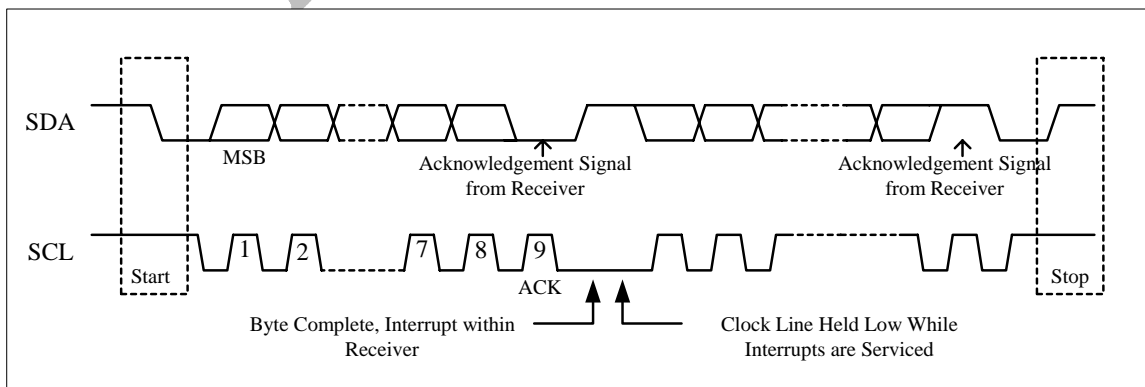 SDA
MSB
Acknowledgement Signal
from Receiver
Acknowledgement Signal
from Receiver
SCL
1
2
7
8
9
Start
ACK
Stop
Byte Complete, Interrupt within
Receiver
Clock Line Held Low While
Interrupts are Serviced